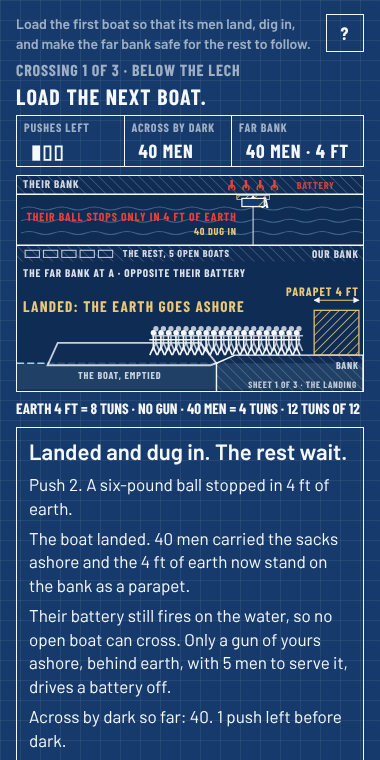 Load the first boat so that its men land, dig in,
and make the far bank safe for the rest to follow.
?
CROSSING 1 OF 3 · BELOW THE LECH
LOAD THE NEXT BOAT.
PUSHES LEFT
ACROSS BY DARK
40 MEN
FAR BANK
40 MEN · 4 FT
THEIR BANK
BATTERY
THEIR BALL STOPS ONLY IN 4 FT OF EARTH
40 DUG IN
THE REST, 5 OPEN BOATS
OUR BANK
THE FAR BANK AT A · OPPOSITE THEIR BATTERY
PARAPET 4 FT
LANDED: THE EARTH GOES ASHORE
BANK
THE BOAT, EMPTIED
SHEET 1 OF 3 · THE LANDING
EARTH 4 FT = 8 TUNS · NO GUN · 40 MEN = 4 TUNS · 12 TUNS OF 12
Landed and dug in. The rest wait.
Push 2. A six-pound ball stopped in 4 ft of
earth.
The boat landed. 40 men carried the sacks
ashore and the 4 ft of earth now stand on
the bank as a parapet.
Their battery still fires on the water, so no
open boat can cross. Only a gun of yours
ashore, behind earth, with 5 men to serve it,
drives a battery off.
Across by dark so far: 40. 1 push left before
dark.